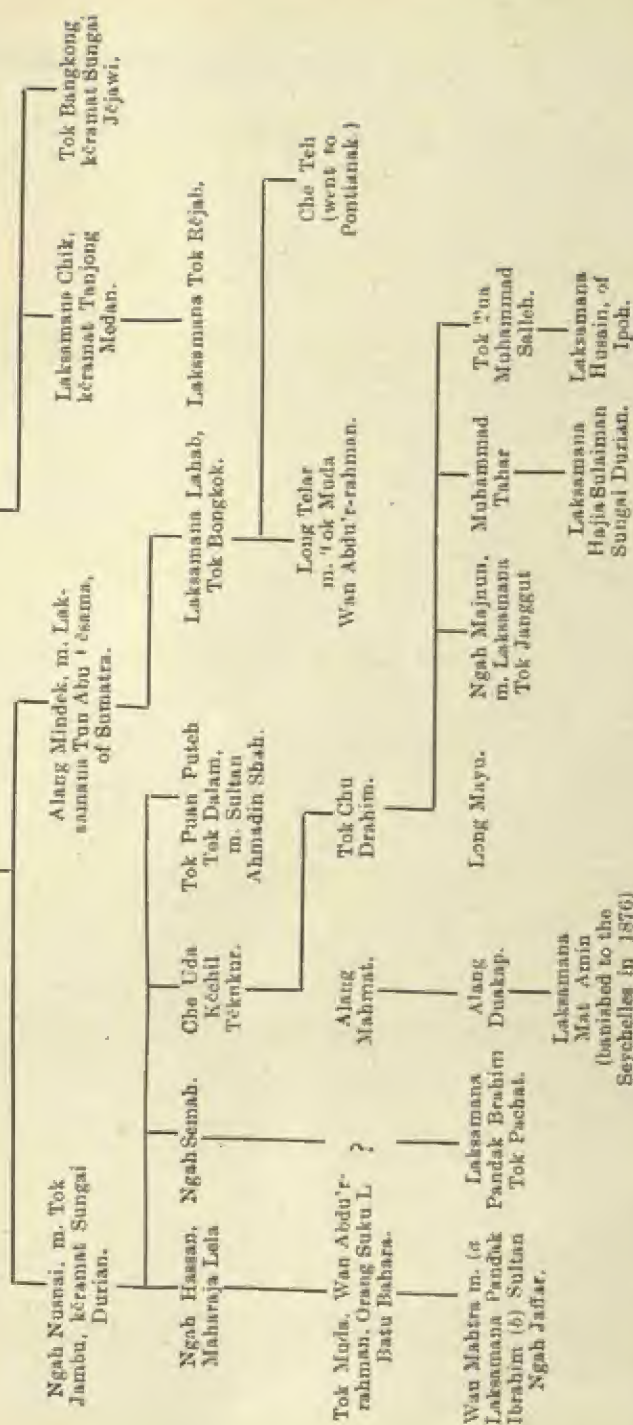 Ngah Nusnai, m. Tok
Jambu, kĕramat Sungai
Durian.
Alang Mindek, m. Lak-
samana Tun Abu
of Sumatra.
Laksamana Chik,
kĕramat Tanjong
Medan.
Tok Bangkong,
kĕramat Sungai
Jĕjawi.
Ngah Hassan,
Maharaja Lela
Ngah Semah.
Che Uda
Kĕchil
Tĕknkur.
Tok Puan Puteh
Tok Dalam,
m. Sultan
Ahmadin Shah.
Laksamana Lahab,
Tok Bongkok.
Laksamana Tok Rĕjab.
Tok Muda, Wan Abdu'r-
rahman. Orang Suku L
Batu Bahara.
?
Alang
Mahmat.
Tok Chu
Drahim.
Long Telar
m. Tok Muda
Wan Abdu'r-rahman.
Che Teh
(went to
Pontianak.)
Wan Mahtra m. (a
Laksamana Pandak
Ibrahim (b) Sultan
Ngah Jaffar.
Laksamana
Pandak Brahim
Tok Pachat.
Alang
Duakap.
Long Mayu.
Ngah Majnun,
m. Laksamana
Tok Janggut
Muhammad
Tahar
Tok Tua
Muhammad
Salleh.
Laksamana
Mat Amin
(banished to the
Seychelles in 1876)
Laksamana
Hajia Sulaiman
Sungai Durian.
Laksamana
Husain, of
Ipoh.